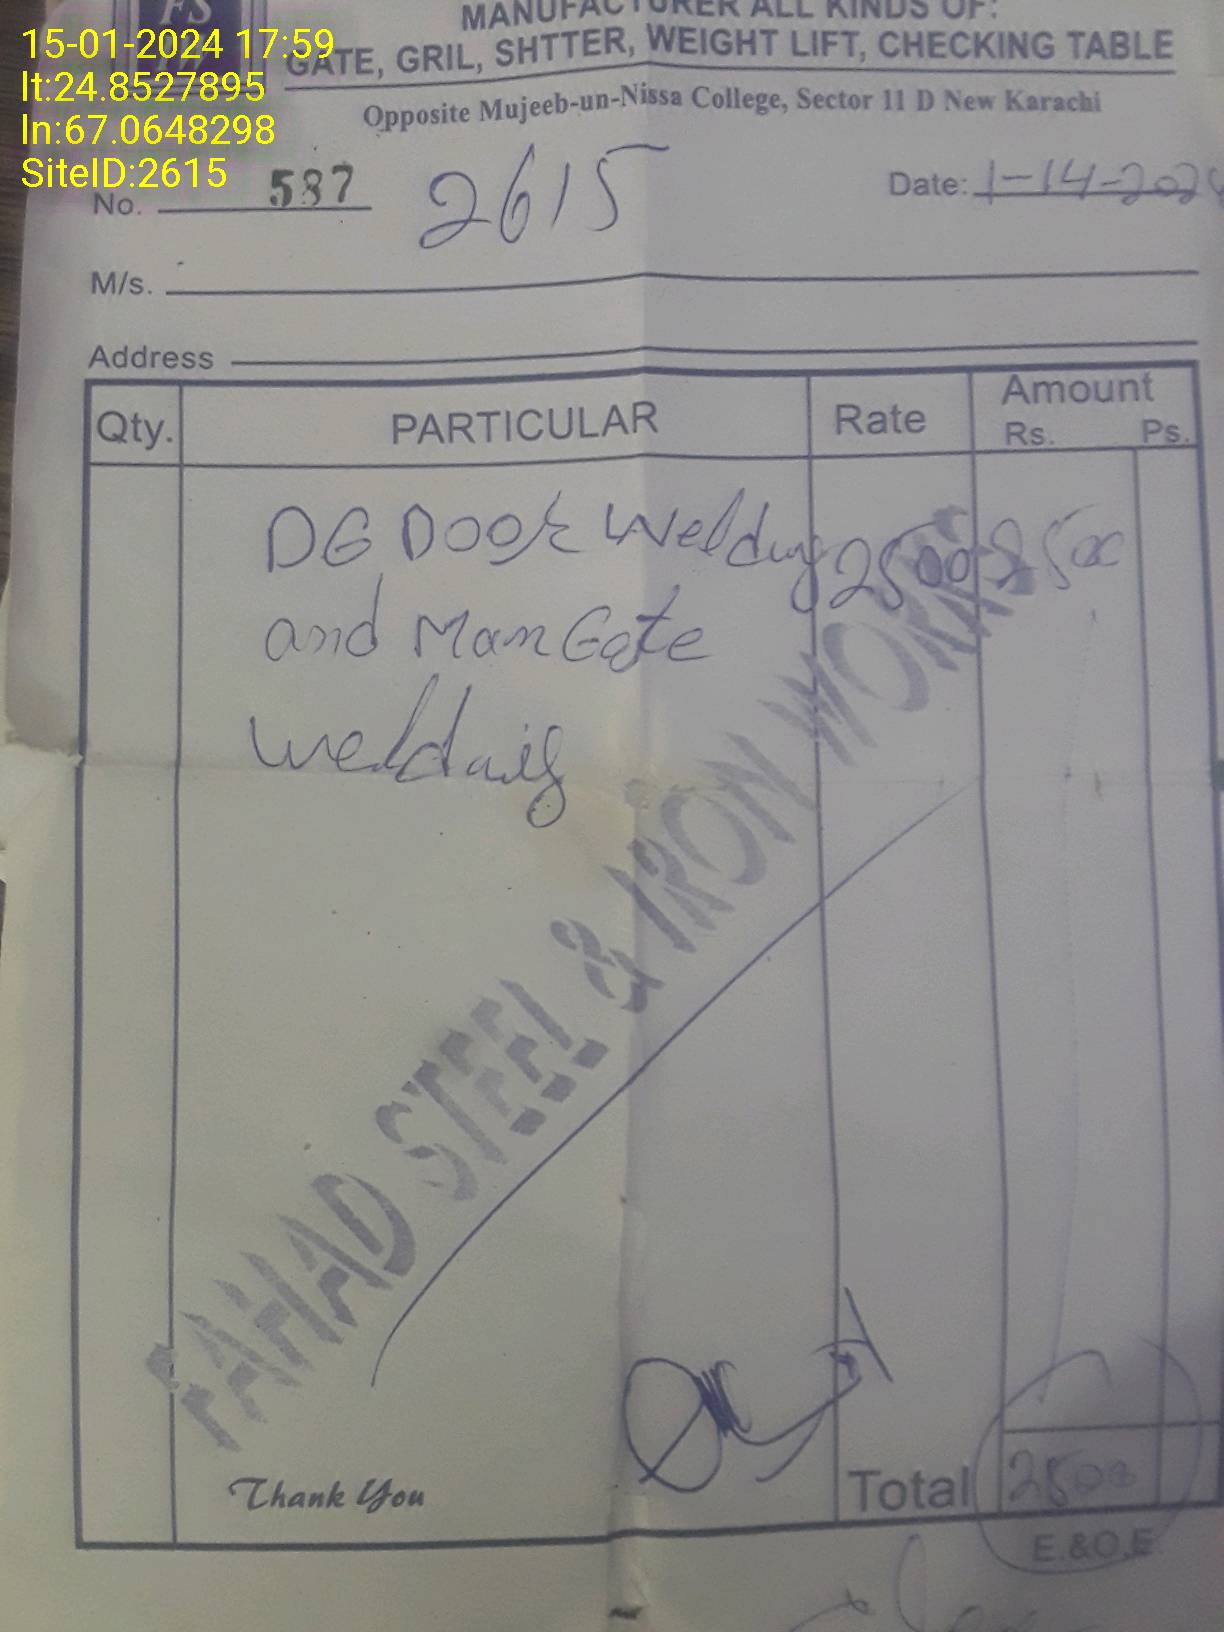 FS
MANUFACTURER ALL KINDS OF:
GATE, GRIL, SHTTER, WEIGHT LIFT, CHECKING TABLE
Opposite Mujeeb-un-Nissa College, Sector 11 D New Karachi
15-01-2024 17:59
lt:24.8527895
ln:67.0648298
SiteID:2615
No. 587 2615 Date: 1-14-2024
M/s.
Address
Qty. PARTICULAR Rate Amount
Rs. Ps.
DG Door Welding 2500 2500
and Man Gate
welding
FAHAD STEEL & IRON WORKS
Thank You Total 2500
E.&O.E